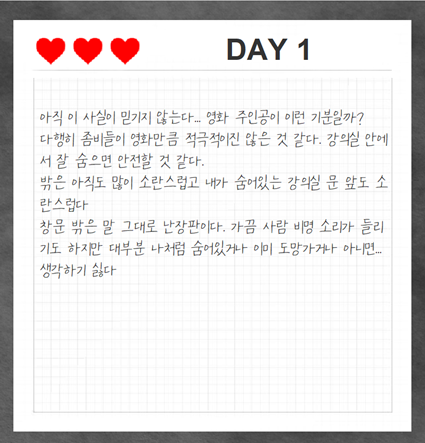 DAY 1
아직 이 사실이 믿기지 않는다... 영화 주인공이 이런 기분일까?
다행히 좀비들이 영화만큼 적극적이진 않은 것 같다. 강의실 안에
서 잘 숨으면 안전할 것 같다.
밖은 아직도 많이 소란스럽고 내가 숨어있는 강의실 문 앞도 소
란스럽다
창문 밖은 말 그대로 난장판이다. 가끔 사람 비명 소리가 들리
기도 하지만 대부분 나처럼 숨어있거나 이미 도망가거나 아니면...
생각하기 싫다